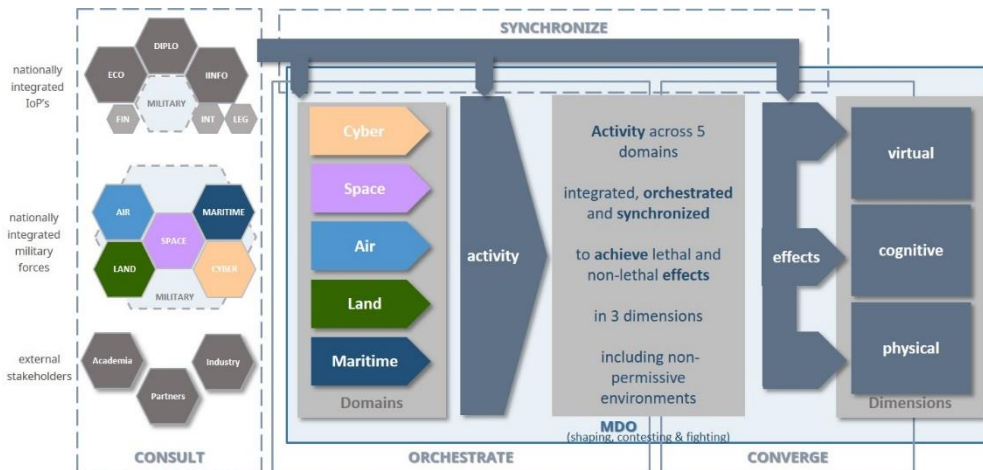 SYNCHRONIZE
nationally
integrated
IoP's
DIPLO
ECO
IINFO
MILITARY
FIN
INT
LEG
nationally
integrated
military
forces
AIR
MARITIME
SPACE
LAND
CYBER
MILITARY
external
stakeholders
Academia
Industry
Partners
CONSULT
Cyber
Space
Air
Land
Maritime
Domains
activity
Activity across 5
domains
integrated, orchestrated
and synchronized
to achieve lethal and
non-lethal effects
in 3 dimensions
including non-
permissive
environments
MDO
(shaping, contesting & fighting)
ORCHESTRATE
effects
virtual
cognitive
physical
Dimensions
CONVERGE